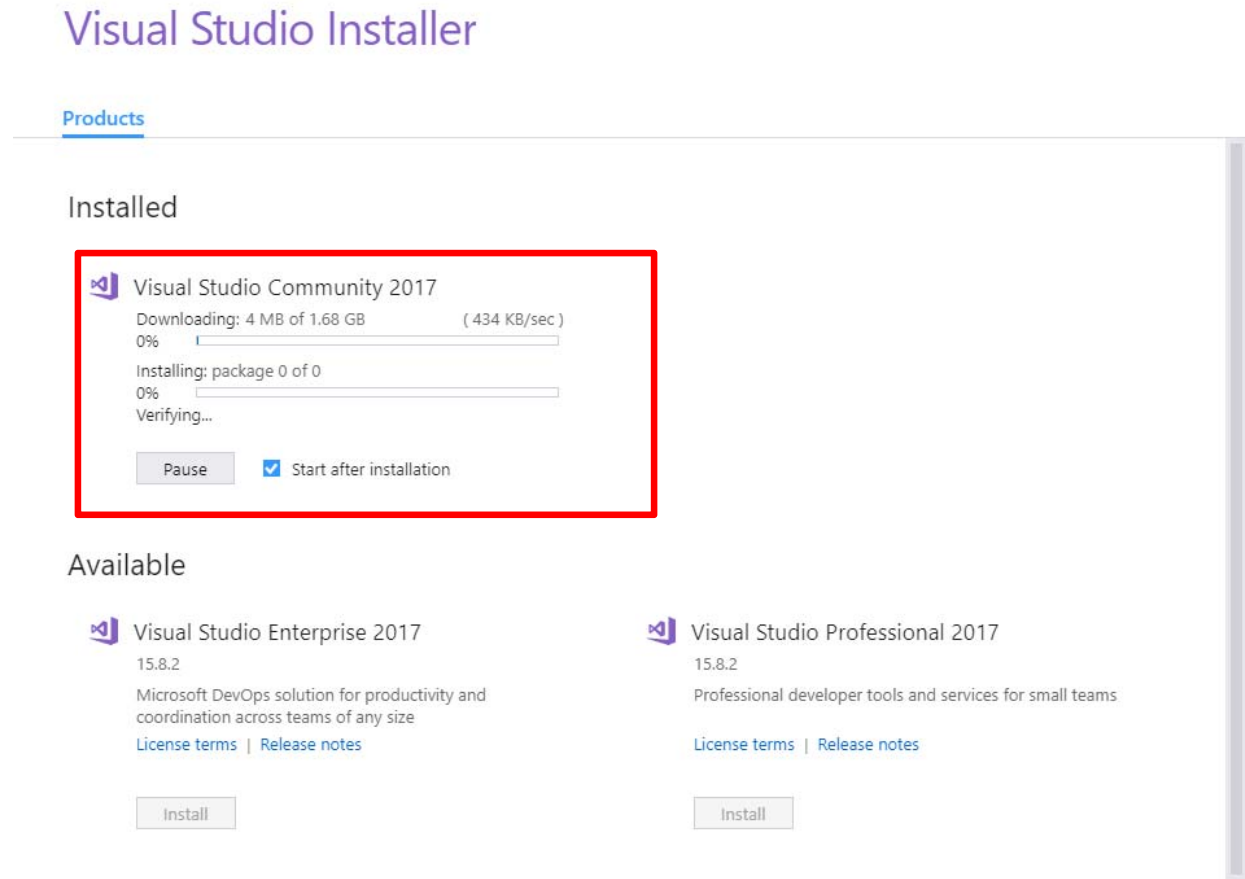 Visual Studio Installer
Products
Installed
Visual Studio Community 2017
Downloading: 4 MB of 1.68 GB ( 434 KB/sec )
0%
Installing: package 0 of 0
0%
Verifying...
Pause Start after installation
Available
Visual Studio Enterprise 2017
15.8.2
Microsoft DevOps solution for productivity and
coordination across teams of any size
License terms | Release notes
Install
Visual Studio Professional 2017
15.8.2
Professional developer tools and services for small teams
License terms | Release notes
Install